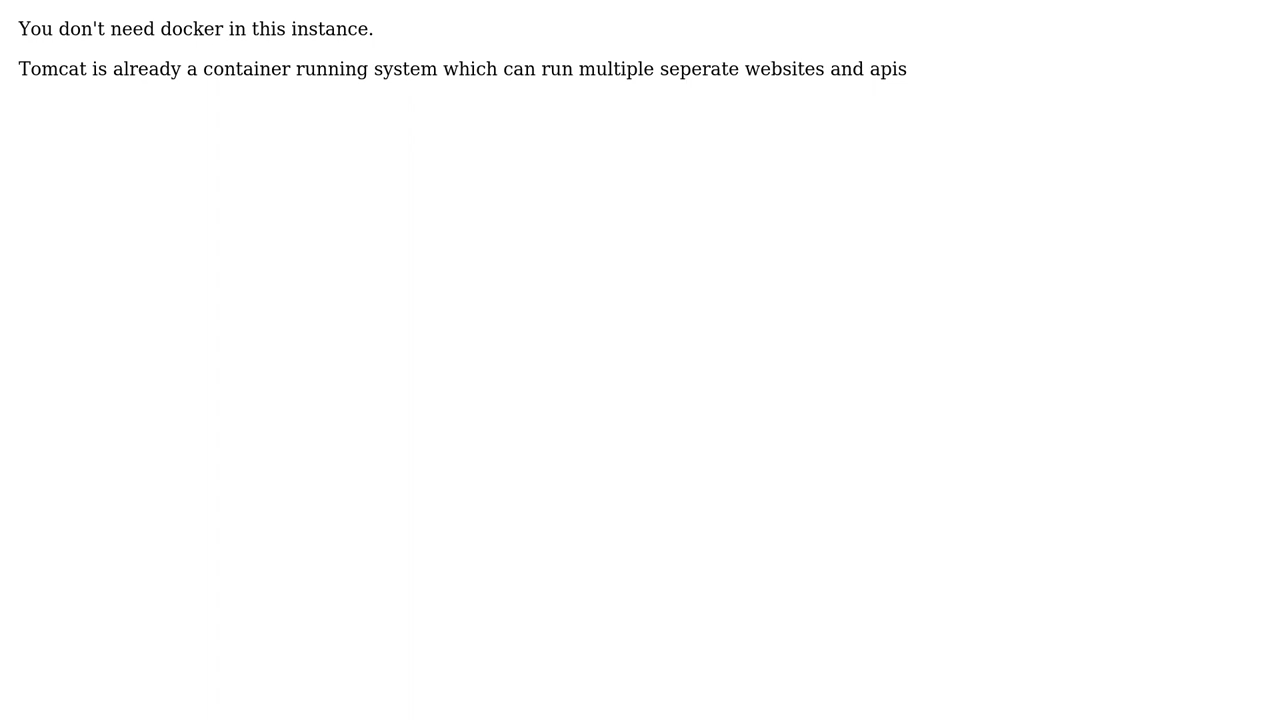 You don't need docker in this instance.
Tomcat is already a container running system which can run multiple seperate websites and apis